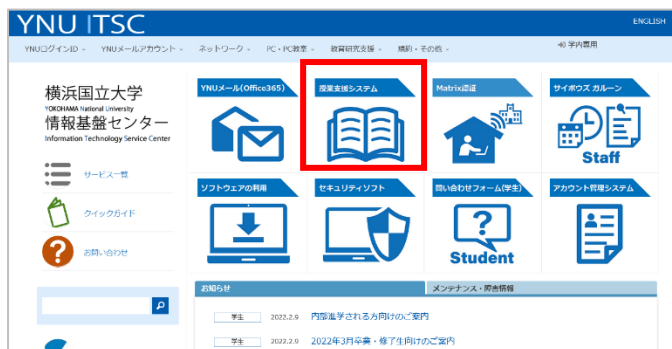 YNU ITSC
ENGLISH
YNUログインID
YNUメールアカウント
ネットワーク
PC・PC教室
教育研究支援
規約・その他
学内専用
横浜国立大学
YOKOHAMA National University
情報基盤センター
Information Technology Service Center
サービス一覧
クイックガイド
お問い合わせ
YNUメール(Office365)
授業支援システム
Matrix認証
サイボウズ ガルーン
Staff
ソフトウェアの利用
セキュリティソフト
問い合わせフォーム(学生)
アカウント管理システム
Student
お知らせ
メンテナンス・障害情報
学生 2022.2.9 内部進学される方向けのご案内
学生 2022.2.9 2022年3月卒業・修了生向けのご案内